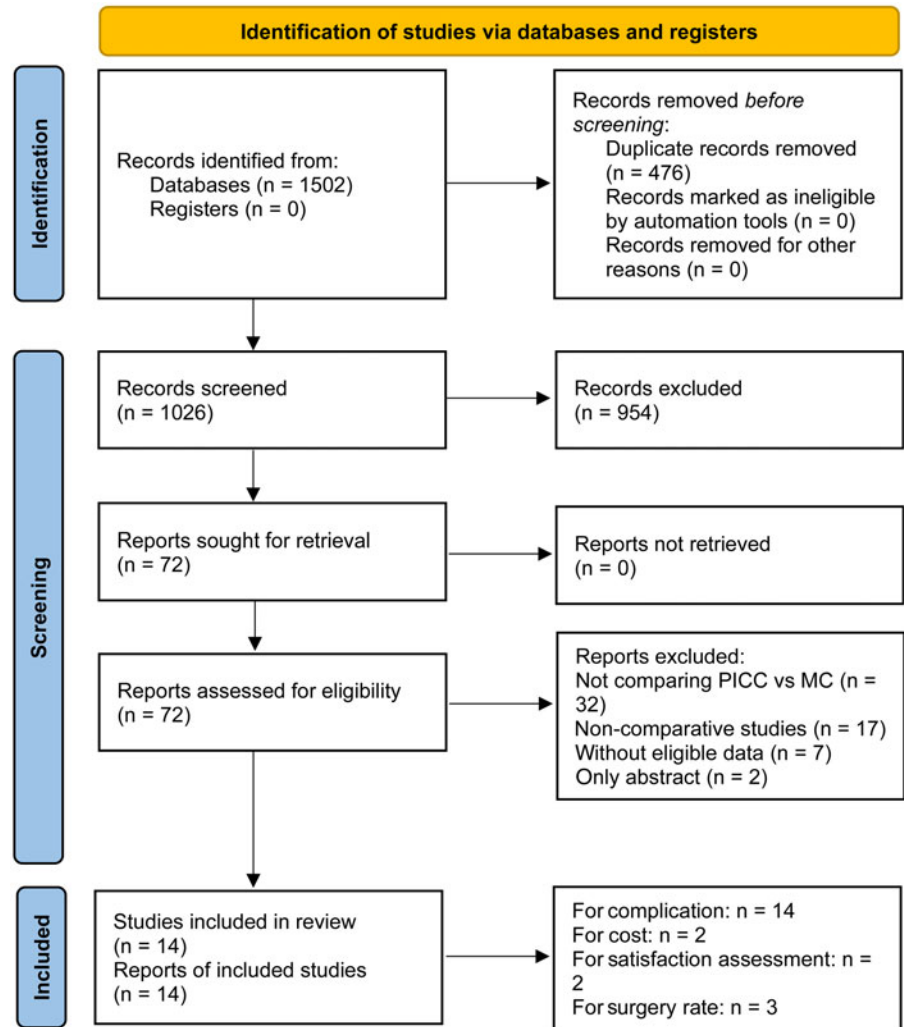 Identification of studies via databases and registers
Identification
Records identified from:
Databases (n = 1502)
Registers (n = 0)
Records removed before
screening:
Duplicate records removed
(n = 476)
Records marked as ineligible
by automation tools (n = 0)
Records removed for other
reasons (n = 0)
Screening
Records screened
(n = 1026)
Records excluded
(n = 954)
Reports sought for retrieval
(n = 72)
Reports not retrieved
(n = 0)
Reports assessed for eligibility
(n = 72)
Reports excluded:
Not comparing PICC vs MC (n =
32)
Non-comparative studies (n = 17)
Without eligible data (n = 7)
Only abstract (n = 2)
Included
Studies included in review
(n = 14)
Reports of included studies
(n = 14)
For complication: n = 14
For cost: n = 2
For satisfaction assessment: n =
2
For surgery rate: n = 3